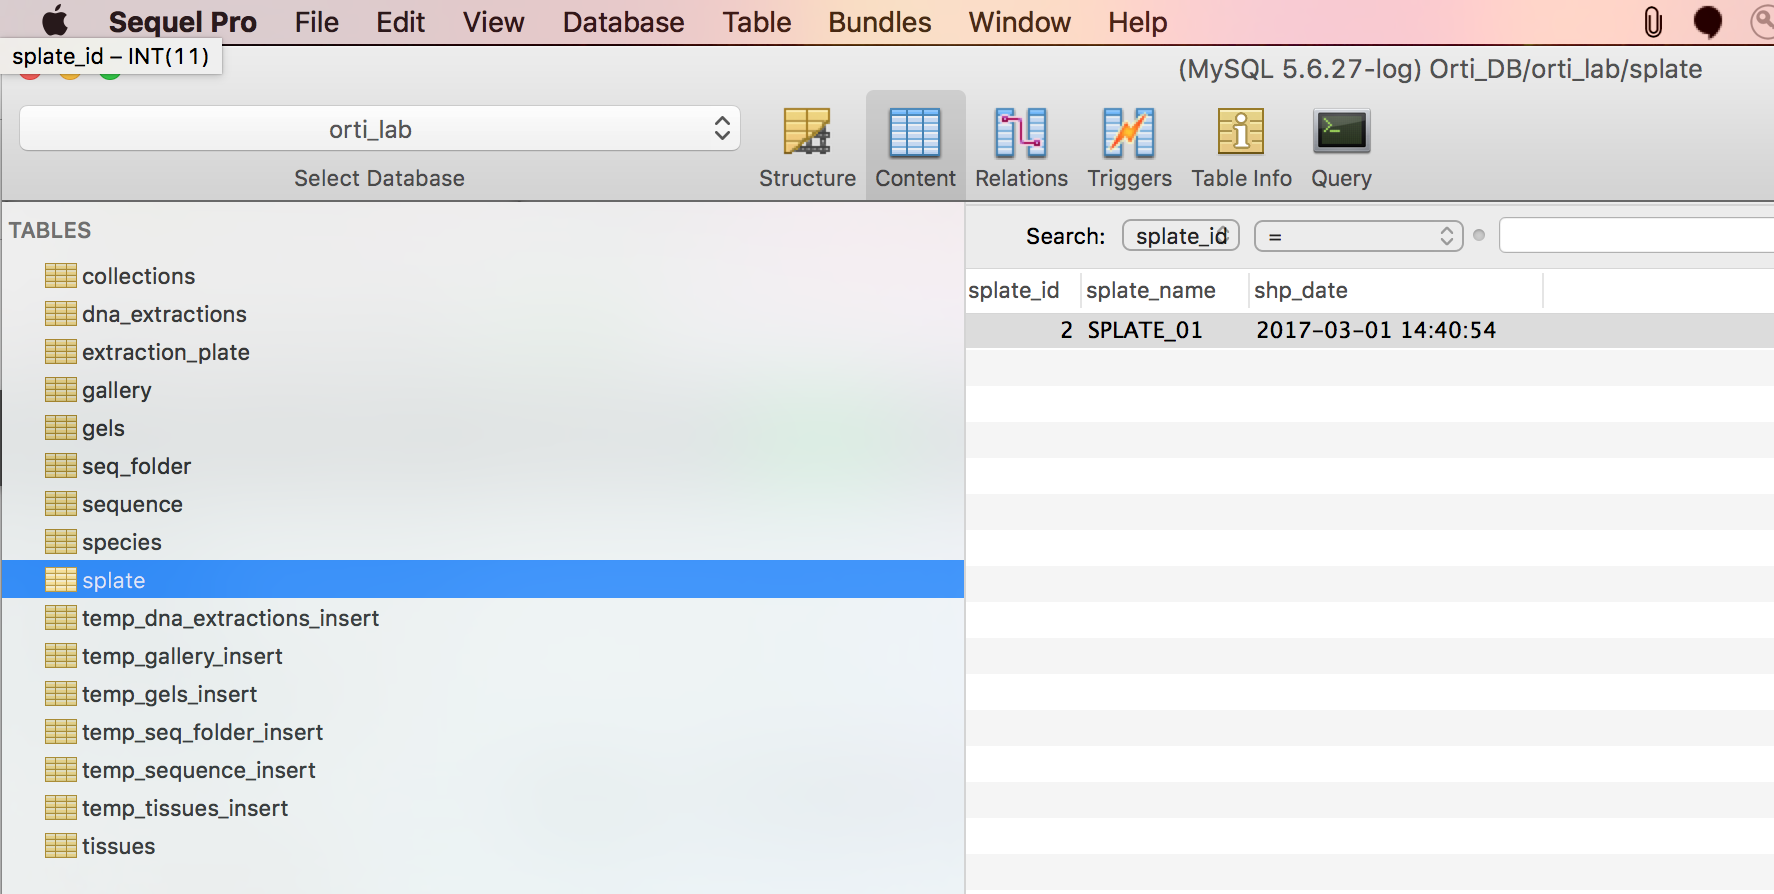 Sequel Pro File Edit View Database Table Bundles Window Help
splate_id – INT(11)
(MySQL 5.6.27-log) Orti_DB/orti_lab/splate
orti_lab
Select Database
Structure Content Relations Triggers Table Info Query
TABLES
collections
dna_extractions
extraction_plate
gallery
gels
seq_folder
sequence
species
splate
temp_dna_extractions_insert
temp_gallery_insert
temp_gels_insert
temp_seq_folder_insert
temp_sequence_insert
temp_tissues_insert
tissues
Search: splate_id =
splate_id splate_name shp_date
2 SPLATE_01 2017-03-01 14:40:54